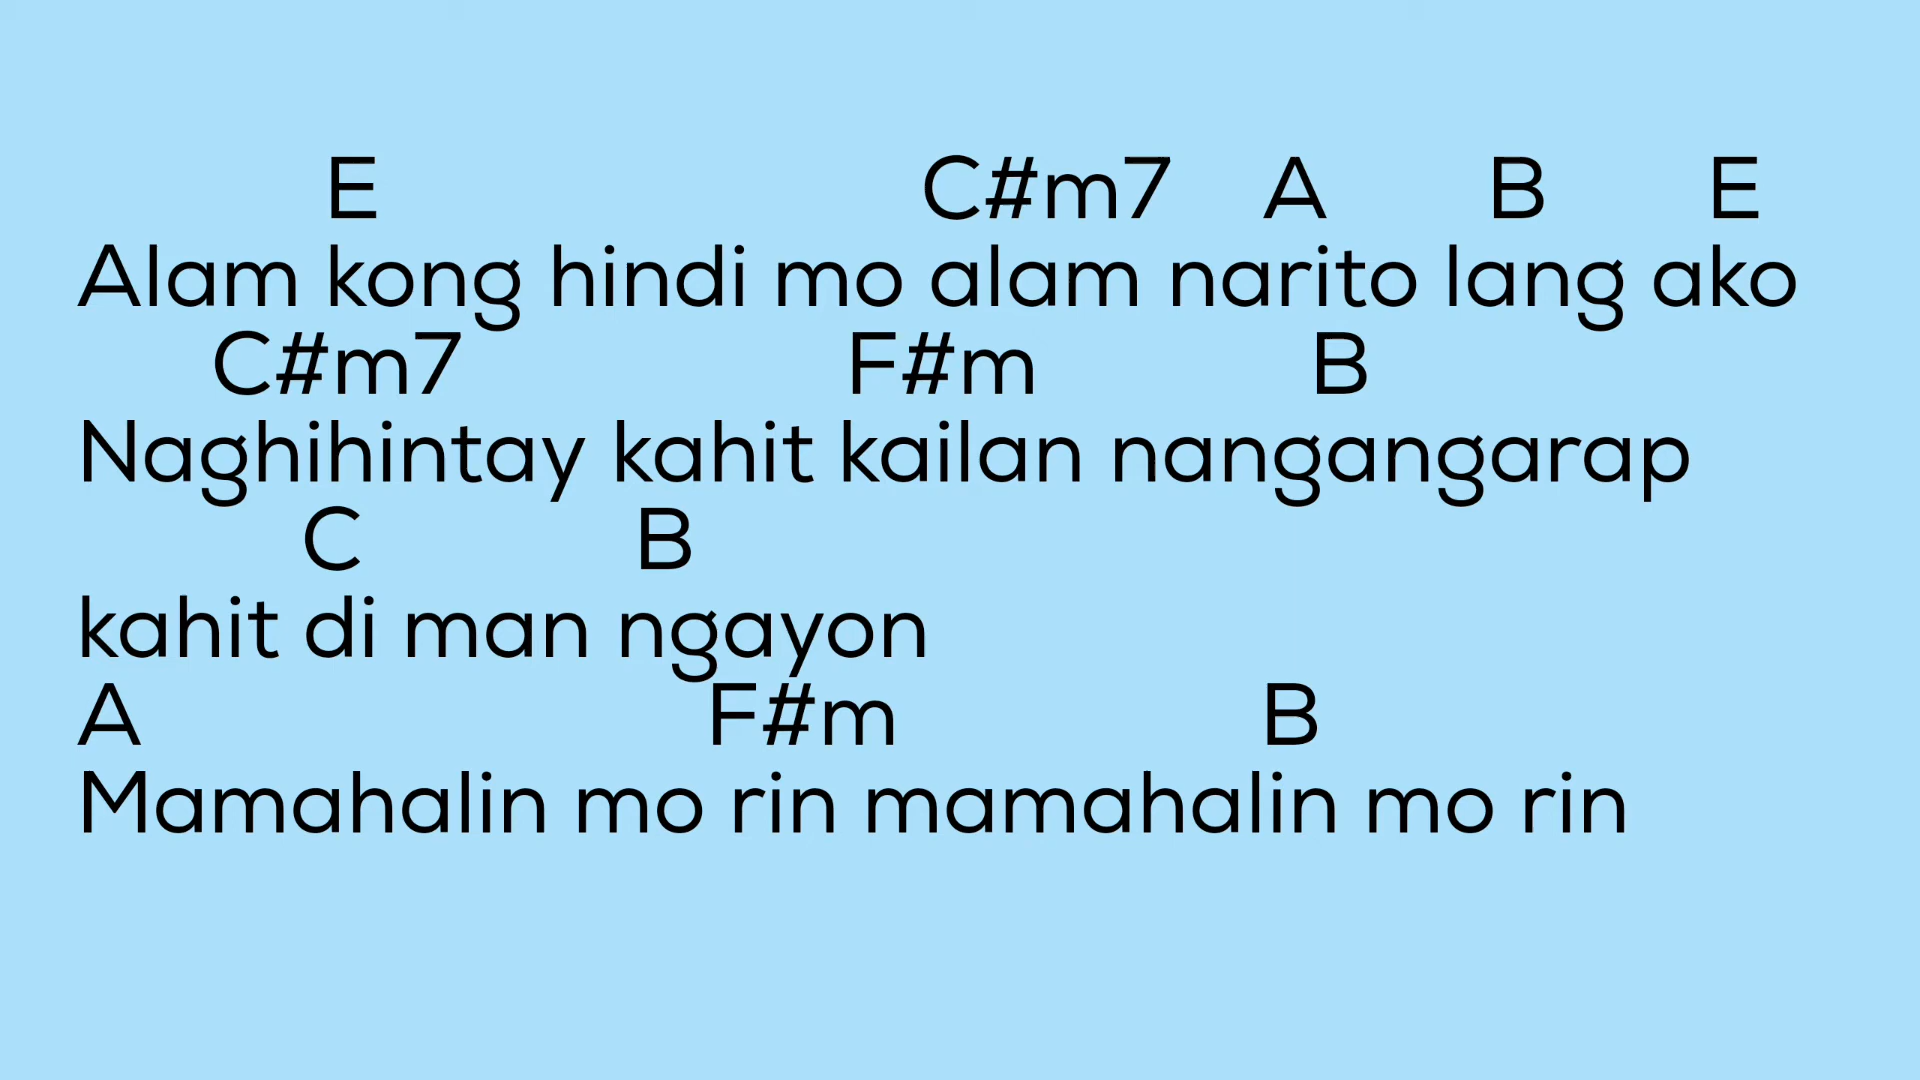 E C#m7 A B E
Alam kong hindi mo alam narito lang ako
C#m7 F#m B
Naghihintay kahit kailan nangangarap
C B
kahit di man ngayon
A F#m B
Mamahalin mo rin mamahalin mo rin